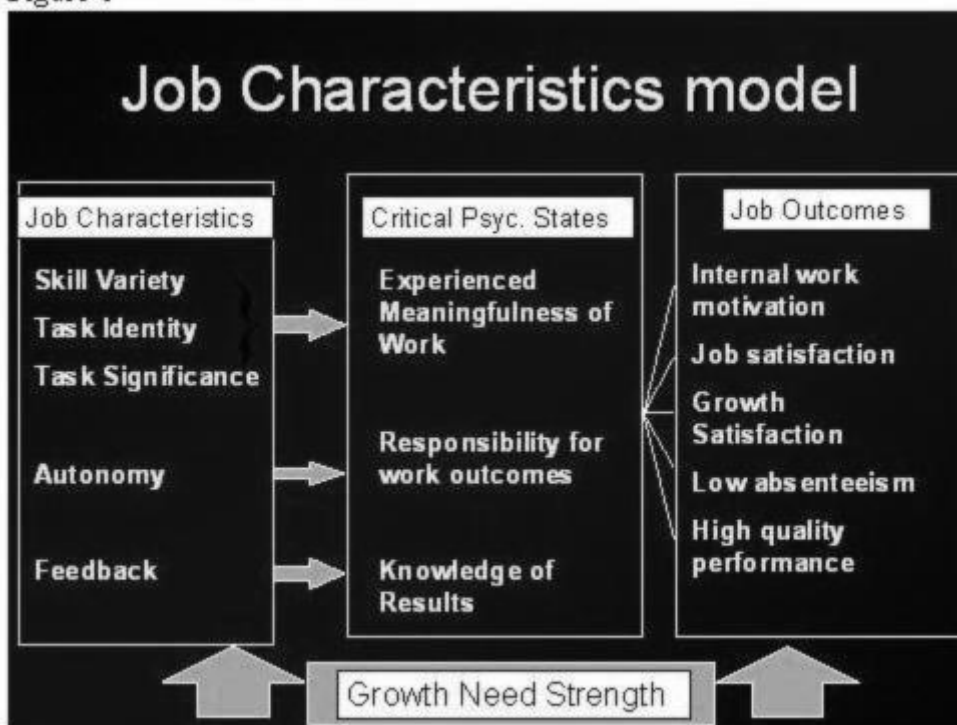 Job Characteristics model
Job Characteristics
Skill Variety
Task Identity
Task Significance
Autonomy
Feedback
Critical Psyc. States
Experienced
Meaningfulness of
Work
Responsibility for
work outcomes
Knowledge of
Results
Job Outcomes
Internal work
motivation
Job satisfaction
Growth
Satisfaction
Low absenteeism
High quality
performance
Growth Need Strength